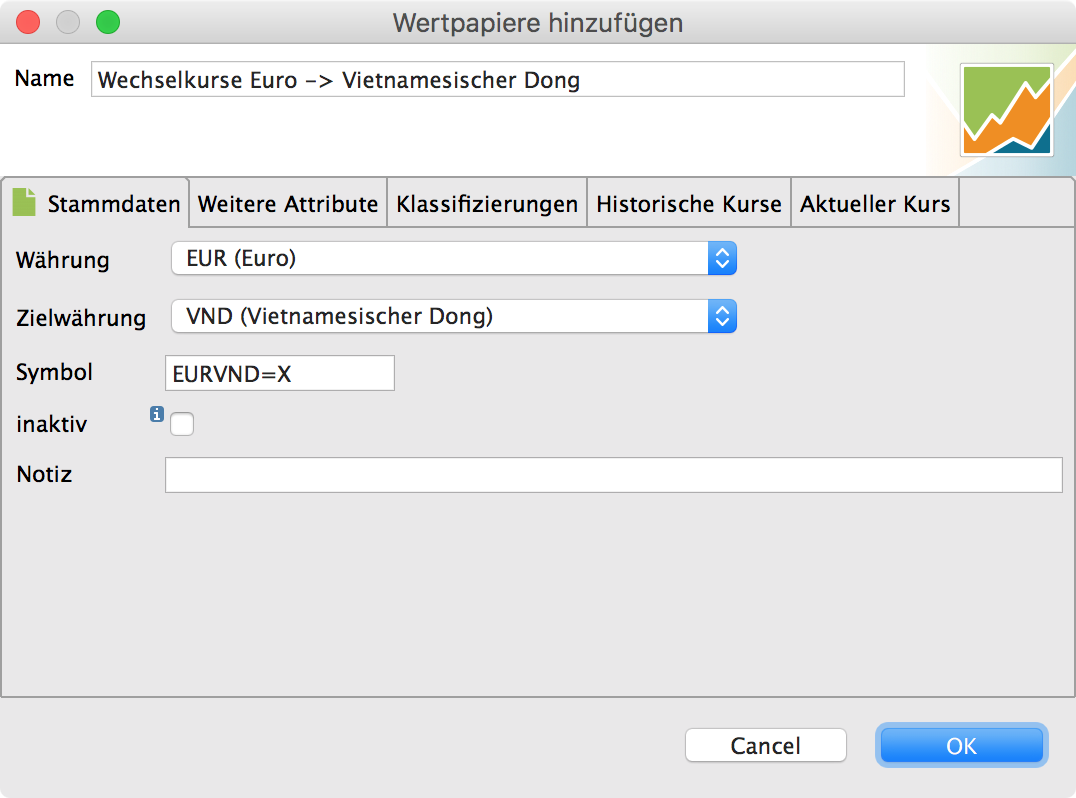 Wertpapiere hinzufügen
Name Wechselkurse Euro –> Vietnamesischer Dong
Stammdaten Weitere Attribute Klassifizierungen Historische Kurse Aktueller Kurs
Währung EUR (Euro)
Zielwährung VND (Vietnamesischer Dong)
Symbol EURVND=X
inaktiv
Notiz
Cancel OK